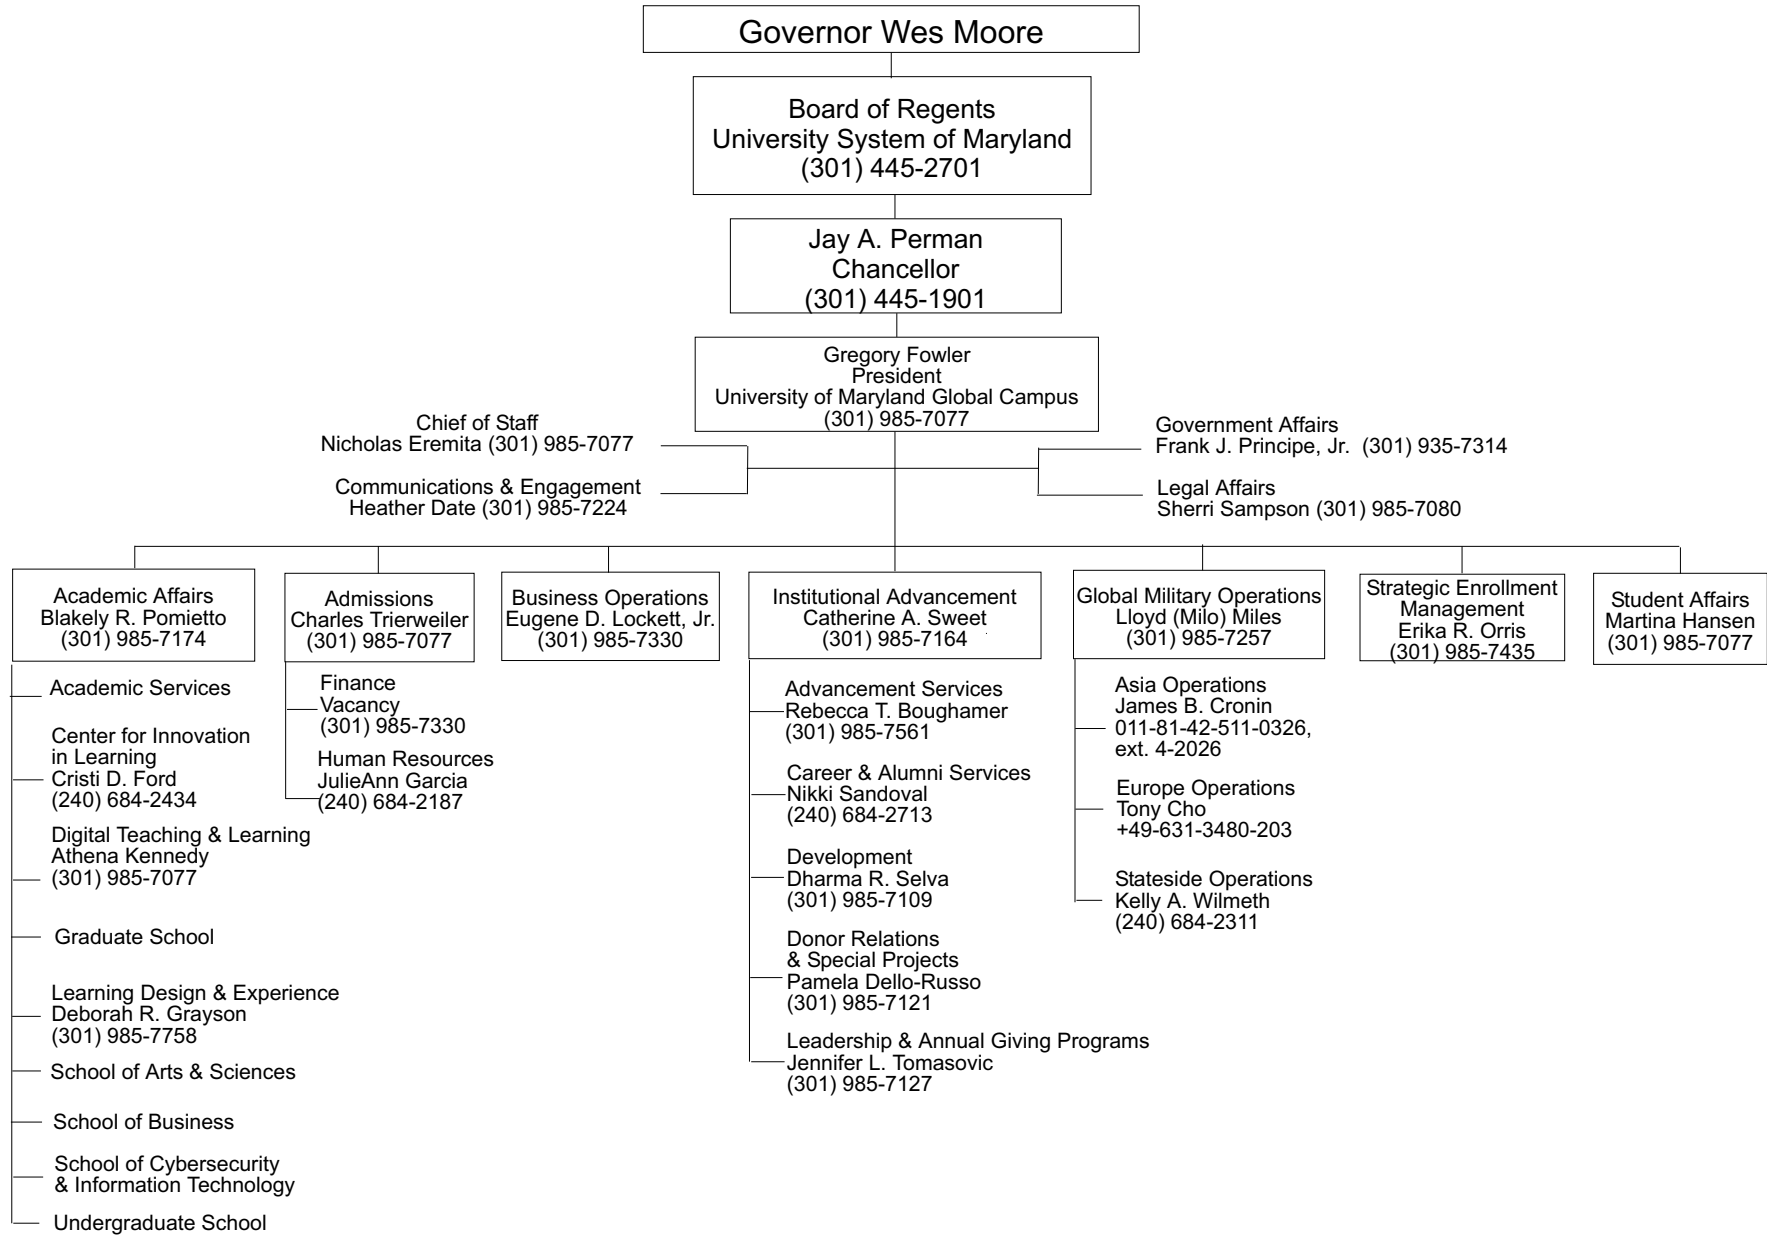 Governor Wes Moore
Board of Regents
University System of Maryland
(301) 445-2701
Jay A. Perman
Chancellor
(301) 445-1901
Gregory Fowler
President
University of Maryland Global Campus
(301) 985-7077
Chief of Staff
Nicholas Eremita (301) 985-7077
Communications & Engagement
Heather Date (301) 985-7224
Government Affairs
Frank J. Principe, Jr. (301) 935-7314
Legal Affairs
Sherri Sampson (301) 985-7080
Academic Affairs
Blakely R. Pomietto
(301) 985-7174
Academic Services
Center for Innovation
in Learning
Cristi D. Ford
(240) 684-2434
Digital Teaching & Learning
Athena Kennedy
(301) 985-7077
Graduate School
Learning Design & Experience
Deborah R. Grayson
(301) 985-7758
School of Arts & Sciences
School of Business
School of Cybersecurity
& Information Technology
Undergraduate School
Admissions
Charles Trierweiler
(301) 985-7077
Finance
Vacancy
(301) 985-7330
Human Resources
JulieAnn Garcia
(240) 684-2187
Business Operations
Eugene D. Lockett, Jr.
(301) 985-7330
Institutional Advancement
Catherine A. Sweet
(301) 985-7164
Advancement Services
Rebecca T. Boughamer
(301) 985-7561
Career & Alumni Services
Nikki Sandoval
(240) 684-2713
Development
Dharma R. Selva
(301) 985-7109
Donor Relations
& Special Projects
Pamela Dello-Russo
(301) 985-7121
Leadership & Annual Giving Programs
Jennifer L. Tomasovic
(301) 985-7127
Global Military Operations
Lloyd (Milo) Miles
(301) 985-7257
Asia Operations
James B. Cronin
011-81-42-511-0326,
ext. 4-2026
Europe Operations
Tony Cho
+49-631-3480-203
Stateside Operations
Kelly A. Wilmeth
(240) 684-2311
Strategic Enrollment
Management
Erika R. Orris
(301) 985-7435
Student Affairs
Martina Hansen
(301) 985-7077